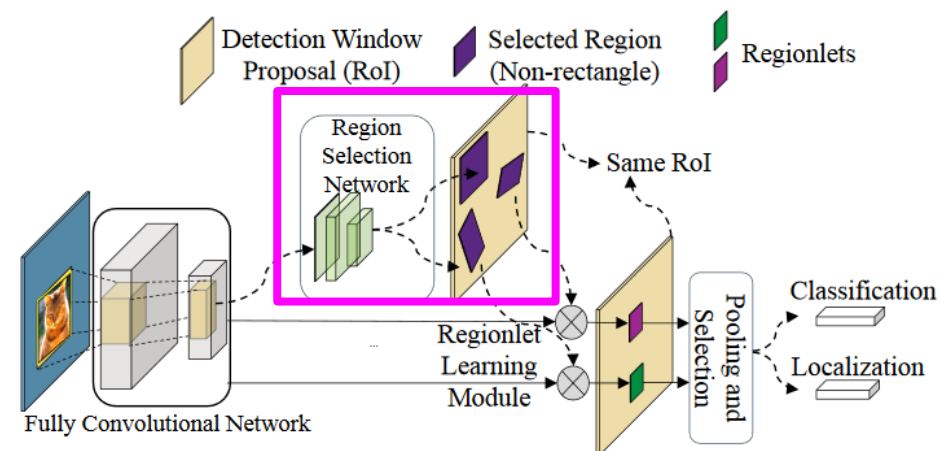 Detection Window
Proposal (RoI)
Selected Region
(Non-rectangle)
Regionlets
Region
Selection
Network
Same RoI
Regionlet
Learning
Module
...
Pooling and
Selection
Classification
Localization
Fully Convolutional Network